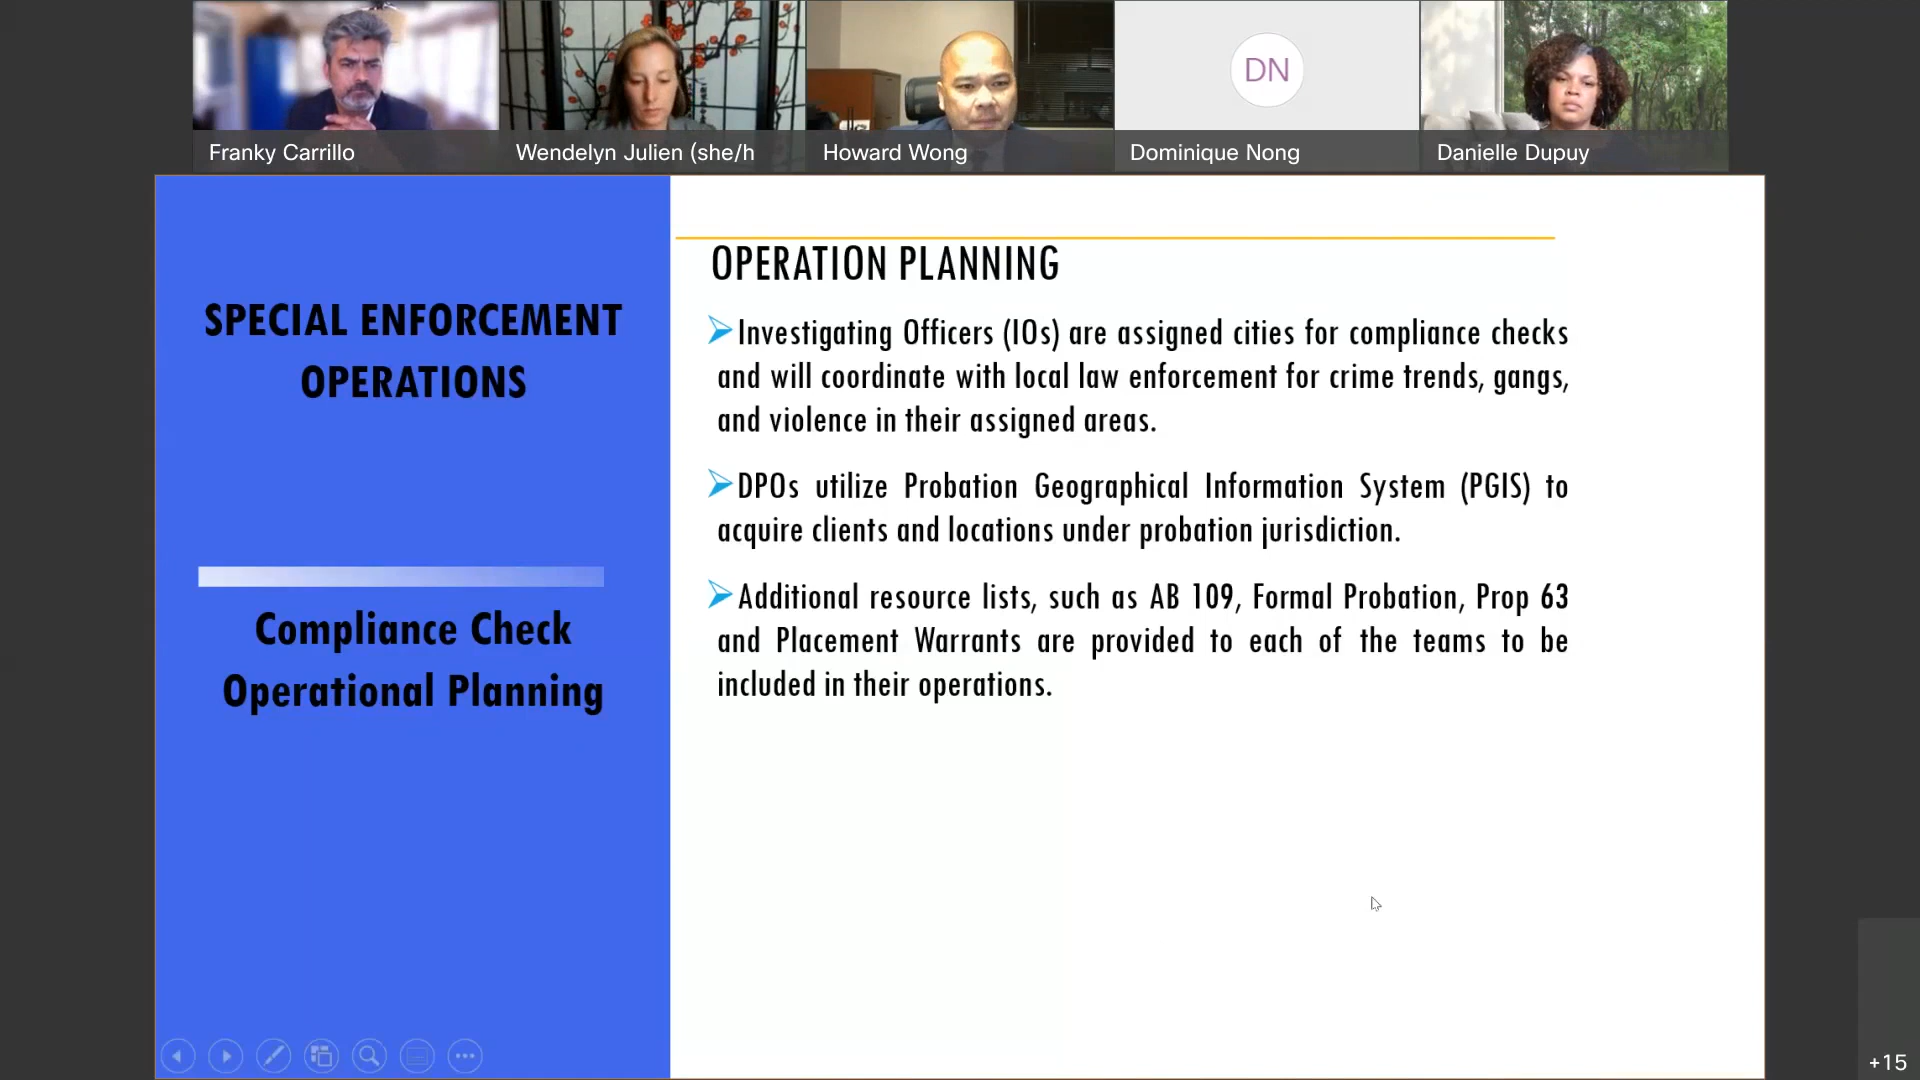 DN
Franky Carrillo
Wendelyn Julien (she/h
Howard Wong
Dominique Nong
Danielle Dupuy
SPECIAL ENFORCEMENT
OPERATIONS
Compliance Check
Operational Planning
OPERATION PLANNING
Investigating Officers (IOs) are assigned cities for compliance checks
and will coordinate with local law enforcement for crime trends, gangs,
and violence in their assigned areas.
DPOs utilize Probation Geographical Information System (PGIS) to
acquire clients and locations under probation jurisdiction.
Additional resource lists, such as AB 109, Formal Probation, Prop 63
and Placement Warrants are provided to each of the teams to be
included in their operations.
+15